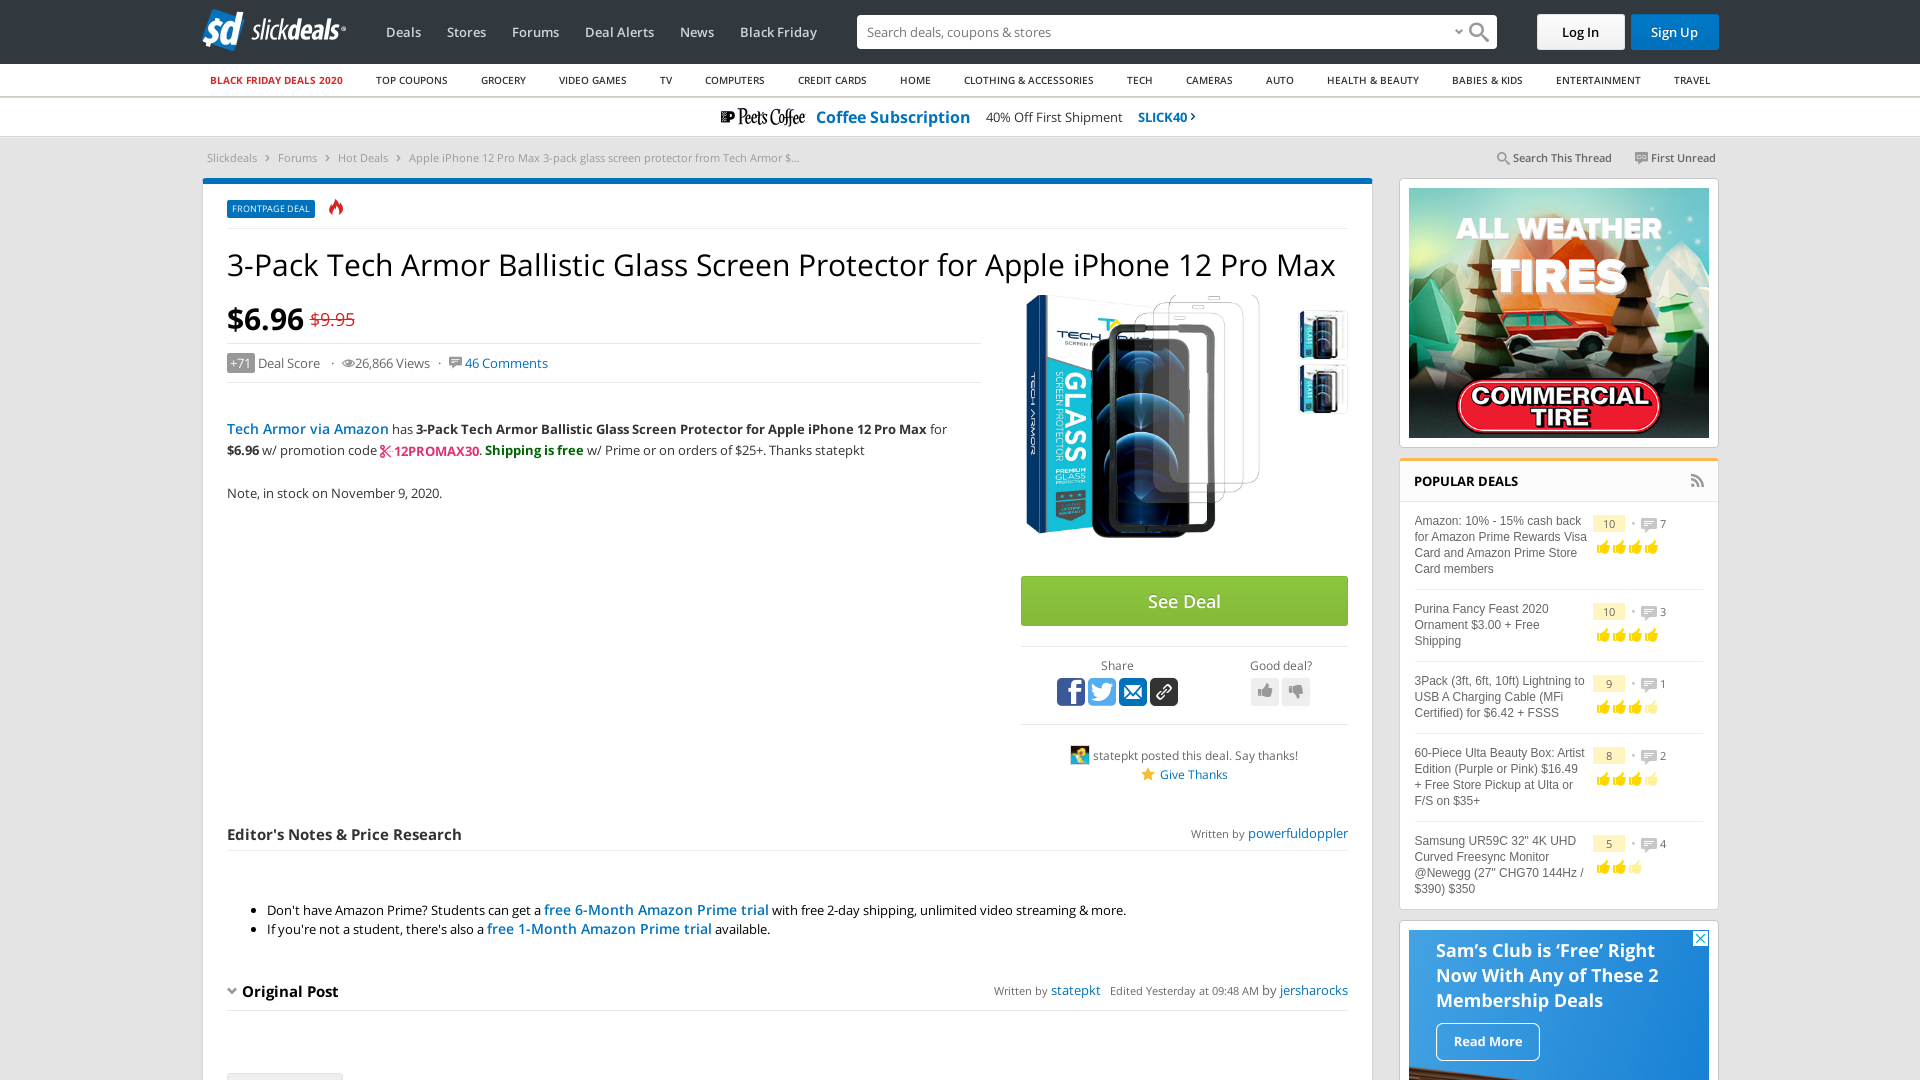 slickdeals
Deals
Stores
Forums
Deal Alerts
News
Black Friday
Search deals, coupons & stores
Log In
Sign Up
BLACK FRIDAY DEALS 2020
TOP COUPONS
GROCERY
VIDEO GAMES
TV
COMPUTERS
CREDIT CARDS
HOME
CLOTHING & ACCESSORIES
TECH
CAMERAS
AUTO
HEALTH & BEAUTY
BABIES & KIDS
ENTERTAINMENT
TRAVEL
Peet's Coffee Coffee Subscription 40% Off First Shipment SLICK40 ›
Slickdeals › Forums › Hot Deals › Apple iPhone 12 Pro Max 3-pack glass screen protector from Tech Armor $...
Search This Thread
First Unread
FRONTPAGE DEAL
3-Pack Tech Armor Ballistic Glass Screen Protector for Apple iPhone 12 Pro Max
$6.96 $9.95
+71 Deal Score · 26,866 Views · 46 Comments
Tech Armor via Amazon has 3-Pack Tech Armor Ballistic Glass Screen Protector for Apple iPhone 12 Pro Max for
$6.96 w/ promotion code 12PROMAX30. Shipping is free w/ Prime or on orders of $25+. Thanks statepkt
Note, in stock on November 9, 2020.
TECH ARMOR
GLASS
SCREEN PROTECTOR
PREMIUM
GLASS
See Deal
Share
Good deal?
statepkt posted this deal. Say thanks!
Give Thanks
Editor's Notes & Price Research
Written by powerfuldoppler
• Don't have Amazon Prime? Students can get a free 6-Month Amazon Prime trial with free 2-day shipping, unlimited video streaming & more.
• If you're not a student, there's also a free 1-Month Amazon Prime trial available.
Original Post
Written by statepkt Edited Yesterday at 09:48 AM by jersharocks
ALL WEATHER
TIRES
COMMERCIAL
TIRE
POPULAR DEALS
Amazon: 10% - 15% cash back
for Amazon Prime Rewards Visa
Card and Amazon Prime Store
Card members
10 • 7
Purina Fancy Feast 2020
Ornament $3.00 + Free
Shipping
10 • 3
3Pack (3ft, 6ft, 10ft) Lightning to
USB A Charging Cable (MFi
Certified) for $6.42 + FSSS
9 • 1
60-Piece Ulta Beauty Box: Artist
Edition (Purple or Pink) $16.49
+ Free Store Pickup at Ulta or
F/S on $35+
8 • 2
Samsung UR59C 32" 4K UHD
Curved Freesync Monitor
@Newegg (27" CHG70 144Hz /
$390) $350
5 • 4
Sam's Club is 'Free' Right
Now With Any of These 2
Membership Deals
Read More